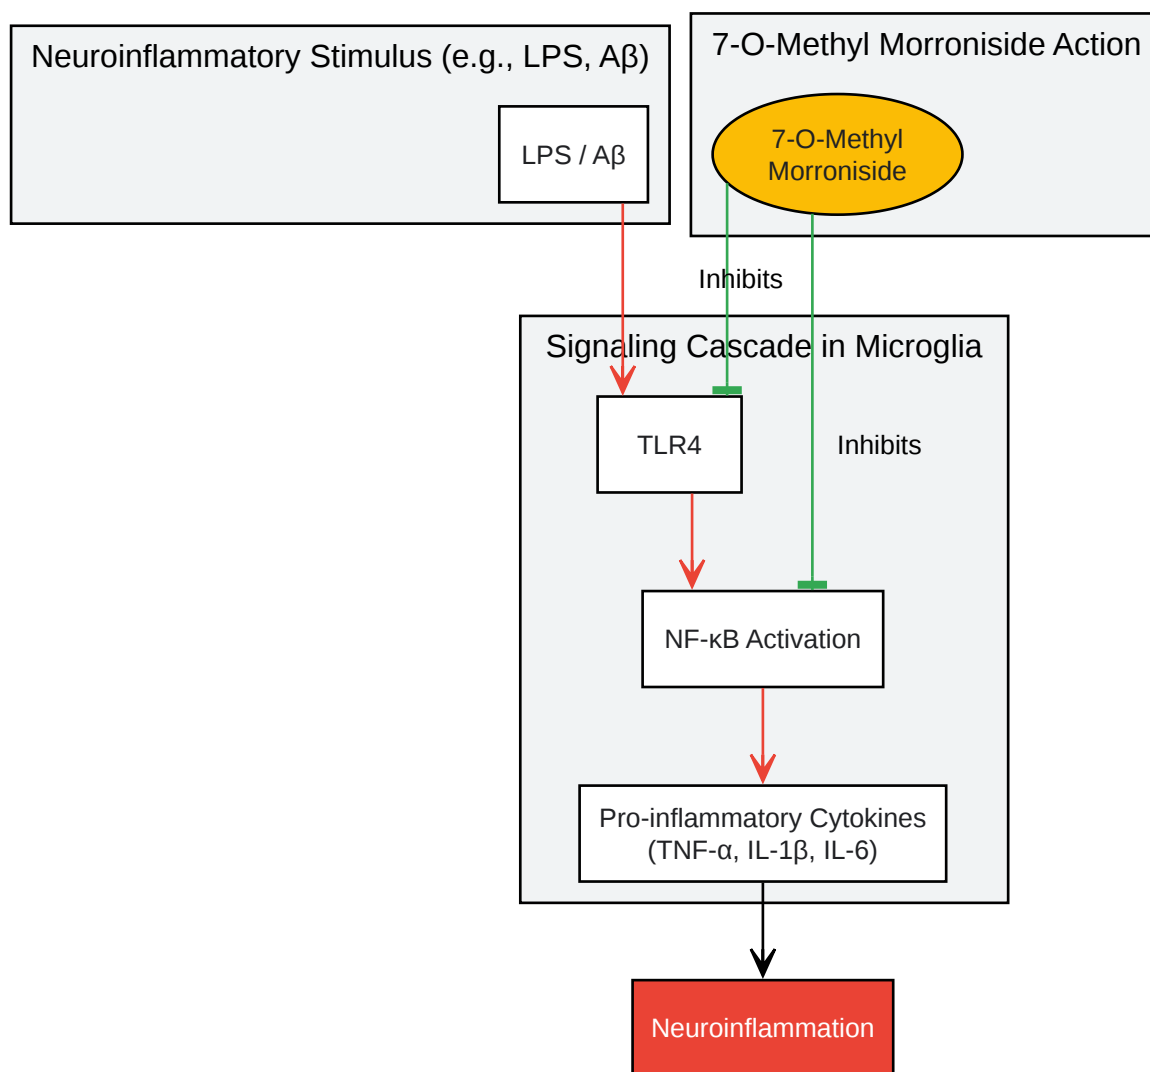 Neuroinflammatory Stimulus (e.g., LPS, Aβ)
LPS / Aβ
7-O-Methyl Morroniside Action
7-O-Methyl
Morroniside
Inhibits
Signaling Cascade in Microglia
TLR4
Inhibits
NF-κB Activation
Pro-inflammatory Cytokines
(TNF-α, IL-1β, IL-6)
Neuroinflammation